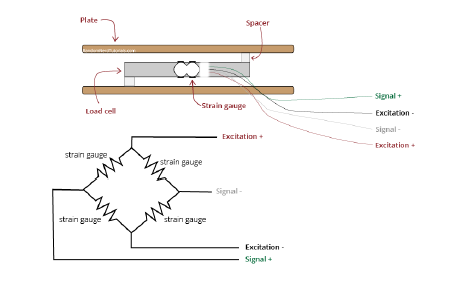 Plate
Spacer
Load cell
Strain gauge
Signal +
Excitation -
Signal -
Excitation +
Excitation +
strain gauge
strain gauge
Signal -
strain gauge
strain gauge
Excitation -
Signal +